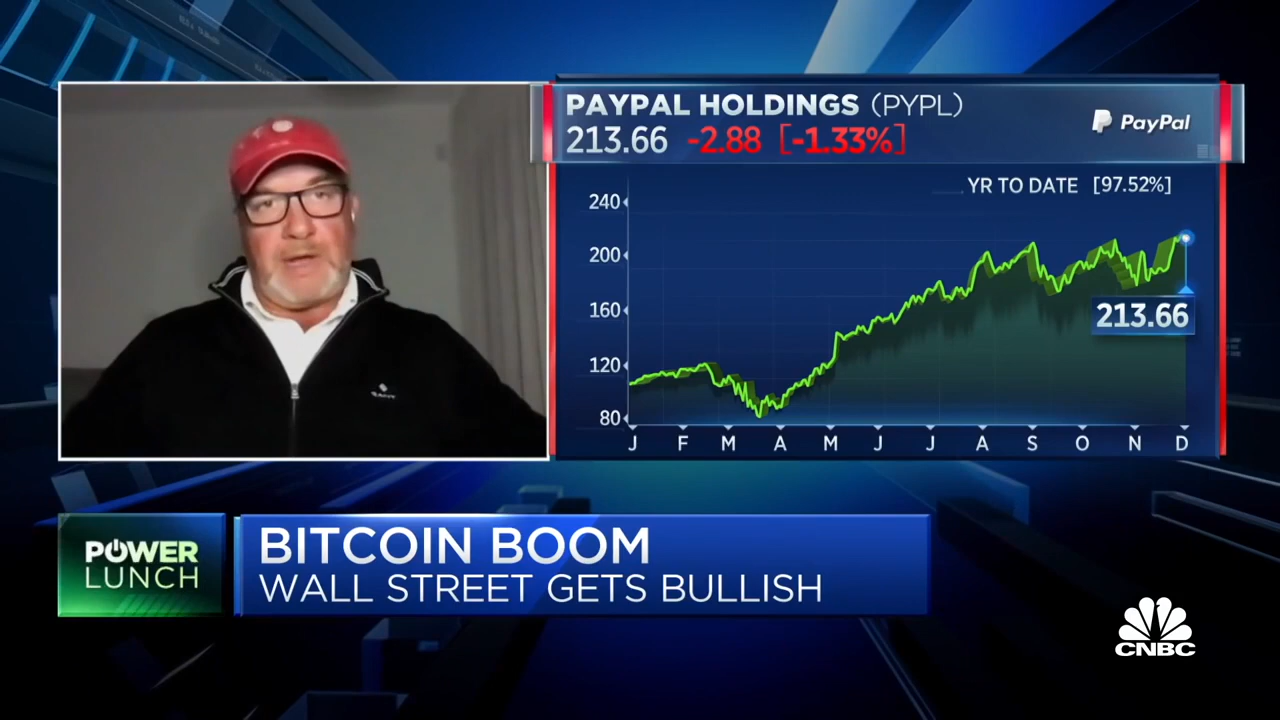 PAYPAL HOLDINGS (PYPL)
213.66 -2.88 [-1.33%]
PayPal
YR TO DATE [97.52%]
240
200
160
120
80
213.66
J F M A M J J A S O N D
GANT
POWER
LUNCH
BITCOIN BOOM
WALL STREET GETS BULLISH
CNBC